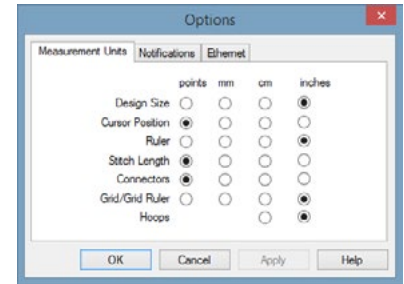 Options
Measurement Units Notifications Ethernet
points mm cm inches
Design Size
Cursor Position
Ruler
Stitch Length
Connectors
Grid/Grid Ruler
Hoops
OK Cancel Apply Help